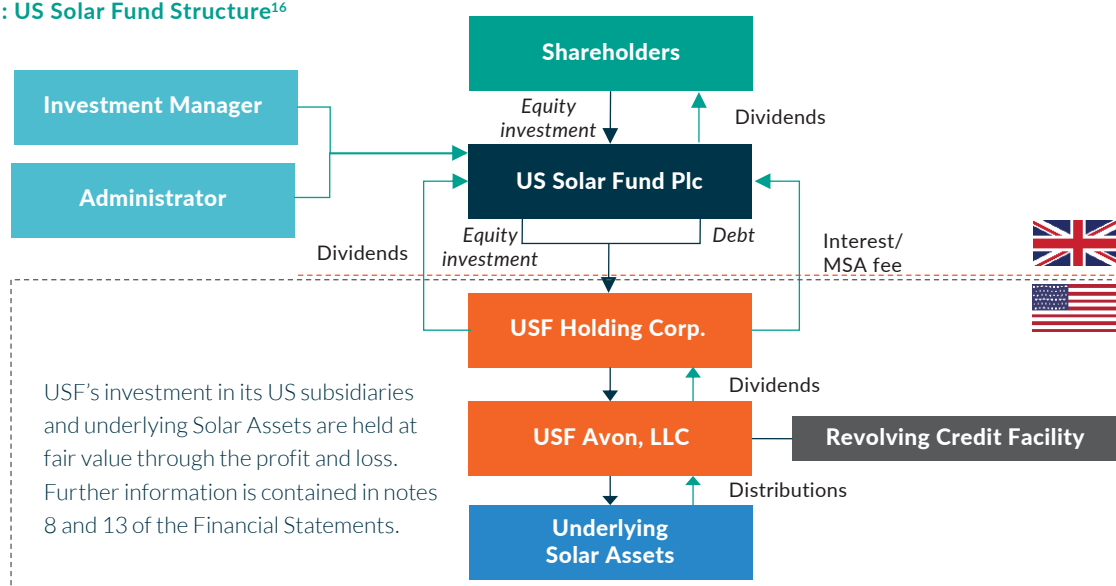 : US Solar Fund Structure16
Shareholders
Investment Manager
Equity
investment
Dividends
US Solar Fund Plc
Administrator
Equity
investment
Debt
Dividends
Interest/
MSA fee
USF Holding Corp.
USF's investment in its US subsidiaries
and underlying Solar Assets are held at
fair value through the profit and loss.
Further information is contained in notes
8 and 13 of the Financial Statements.
Dividends
USF Avon, LLC
Revolving Credit Facility
Distributions
Underlying
Solar Assets